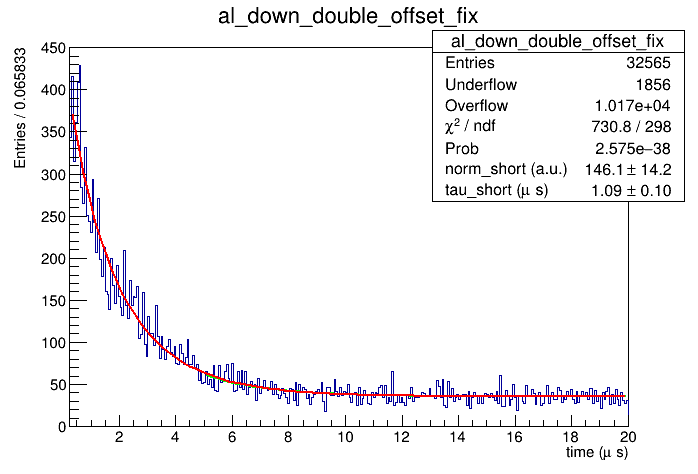 al_down_double_offset_fix
al_down_double_offset_fix
Entries 32565
Underflow 1856
Overflow 1.017e+04
χ² / ndf 730.8 / 298
Prob 2.575e−38
norm_short (a.u.) 146.1 ± 14.2
tau_short (μ s) 1.09 ± 0.10
Entries / 0.065833
450
400
350
300
250
200
150
100
50
0
2 4 6 8 10 12 14 16 18 20
time (μ s)